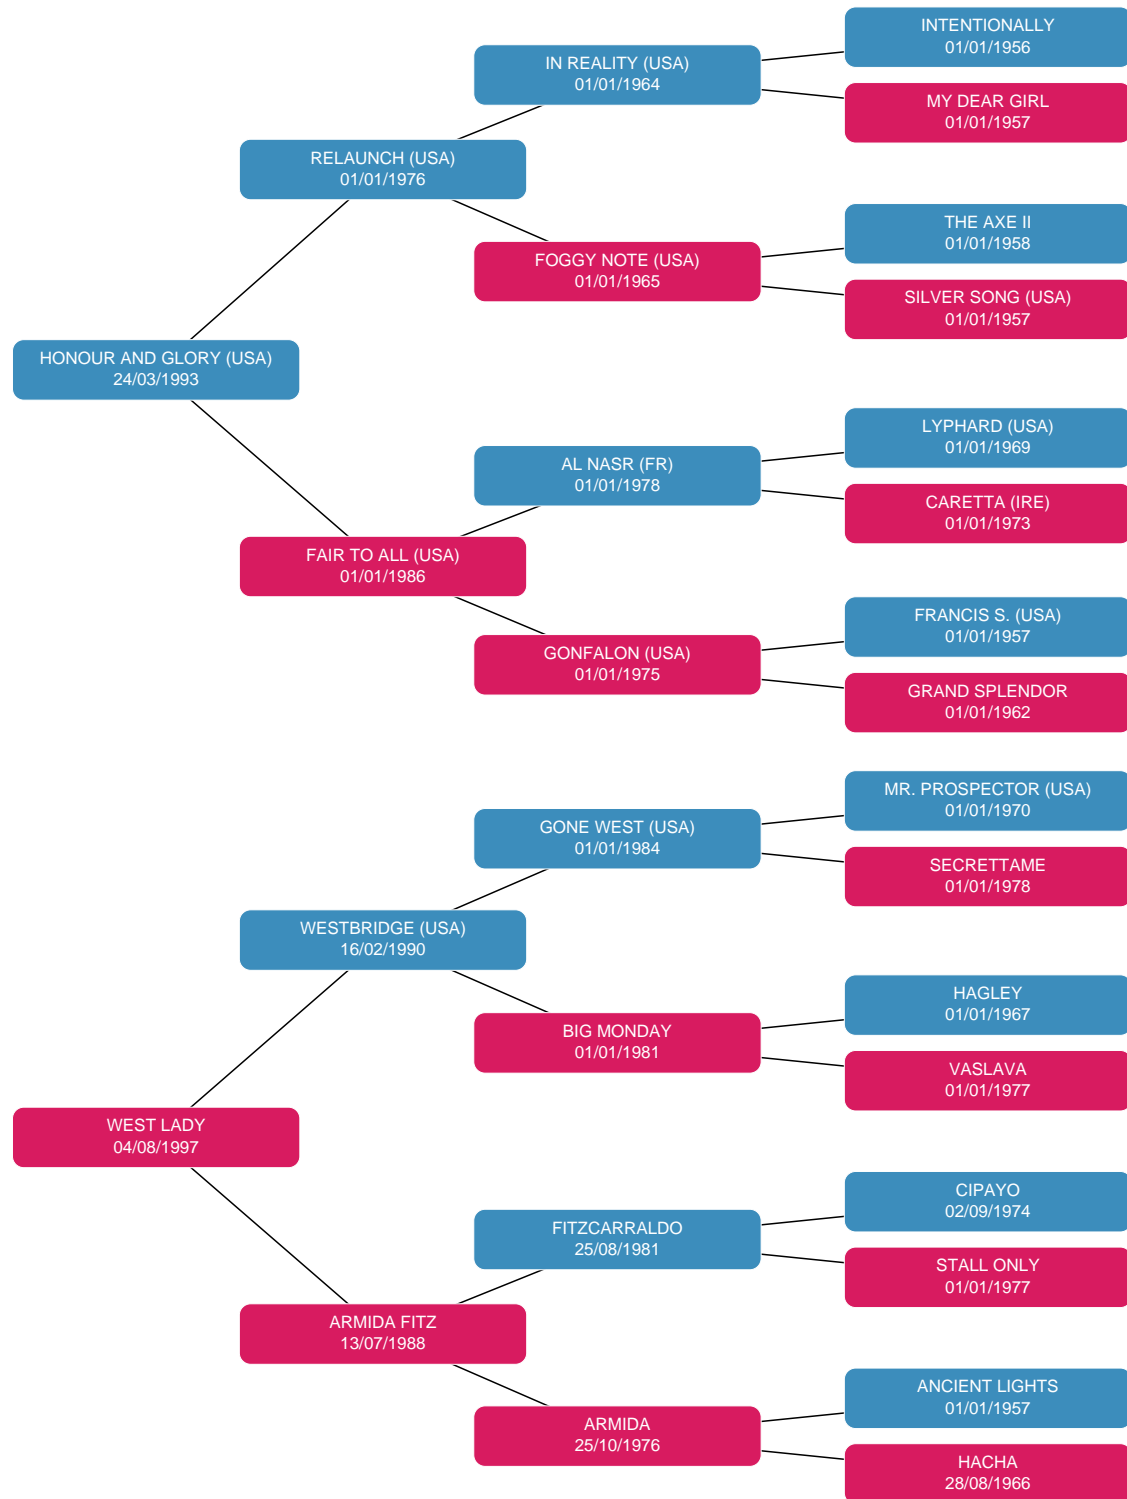 INTENTIONALLY
01/01/1956
IN REALITY (USA)
01/01/1964
MY DEAR GIRL
01/01/1957
RELAUNCH (USA)
01/01/1976
THE AXE II
01/01/1958
FOGGY NOTE (USA)
01/01/1965
SILVER SONG (USA)
01/01/1957
HONOUR AND GLORY (USA)
24/03/1993
LYPHARD (USA)
01/01/1969
AL NASR (FR)
01/01/1978
CARETTA (IRE)
01/01/1973
FAIR TO ALL (USA)
01/01/1986
FRANCIS S. (USA)
01/01/1957
GONFALON (USA)
01/01/1975
GRAND SPLENDOR
01/01/1962
MR. PROSPECTOR (USA)
01/01/1970
GONE WEST (USA)
01/01/1984
SECRETTAME
01/01/1978
WESTBRIDGE (USA)
16/02/1990
HAGLEY
01/01/1967
BIG MONDAY
01/01/1981
VASLAVA
01/01/1977
WEST LADY
04/08/1997
CIPAYO
02/09/1974
FITZCARRALDO
25/08/1981
STALL ONLY
01/01/1977
ARMIDA FITZ
13/07/1988
ANCIENT LIGHTS
01/01/1957
ARMIDA
25/10/1976
HACHA
28/08/1966